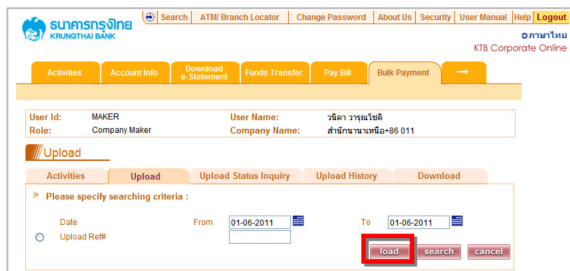 ธนาคารกรุงไทย
KRUNGTHAI BANK
Search | ATM/ Branch Locator | Change Password | About Us | Security | User Manual | Help | Logout
ภาษาไทย
KTB Corporate Online
Activities Account Info Download e-Statement Funds Transfer Pay Bill Bulk Payment
User Id: MAKER User Name: วนิดา วารุณโชติ
Role: Company Maker Company Name: สำนักนานาเหนือ+86 011
Upload
Activities Upload Upload Status Inquiry Upload History Download
Please specify searching criteria :
Date From 01-06-2011 To 01-06-2011
Upload Ref#
load search cancel